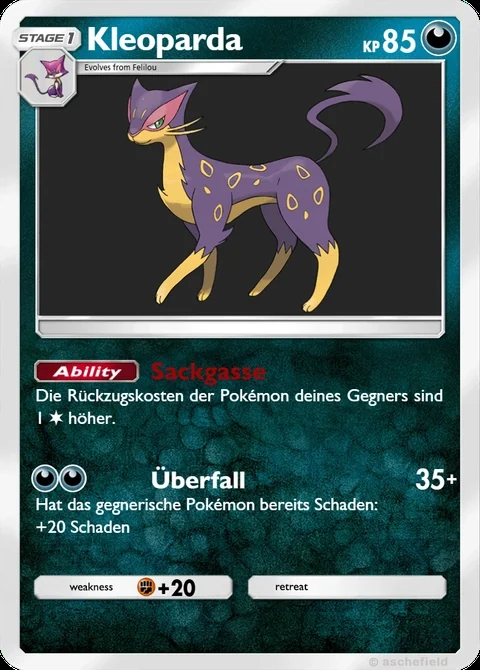 STAGE 1
Kleoparda
KP 85
Evolves from Felilou
Ability Sackgasse
Die Rückzugskosten der Pokémon deines Gegners sind
1 höher.
Überfall 35+
Hat das gegnerische Pokémon bereits Schaden:
+20 Schaden
weakness +20 retreat
© aschefield